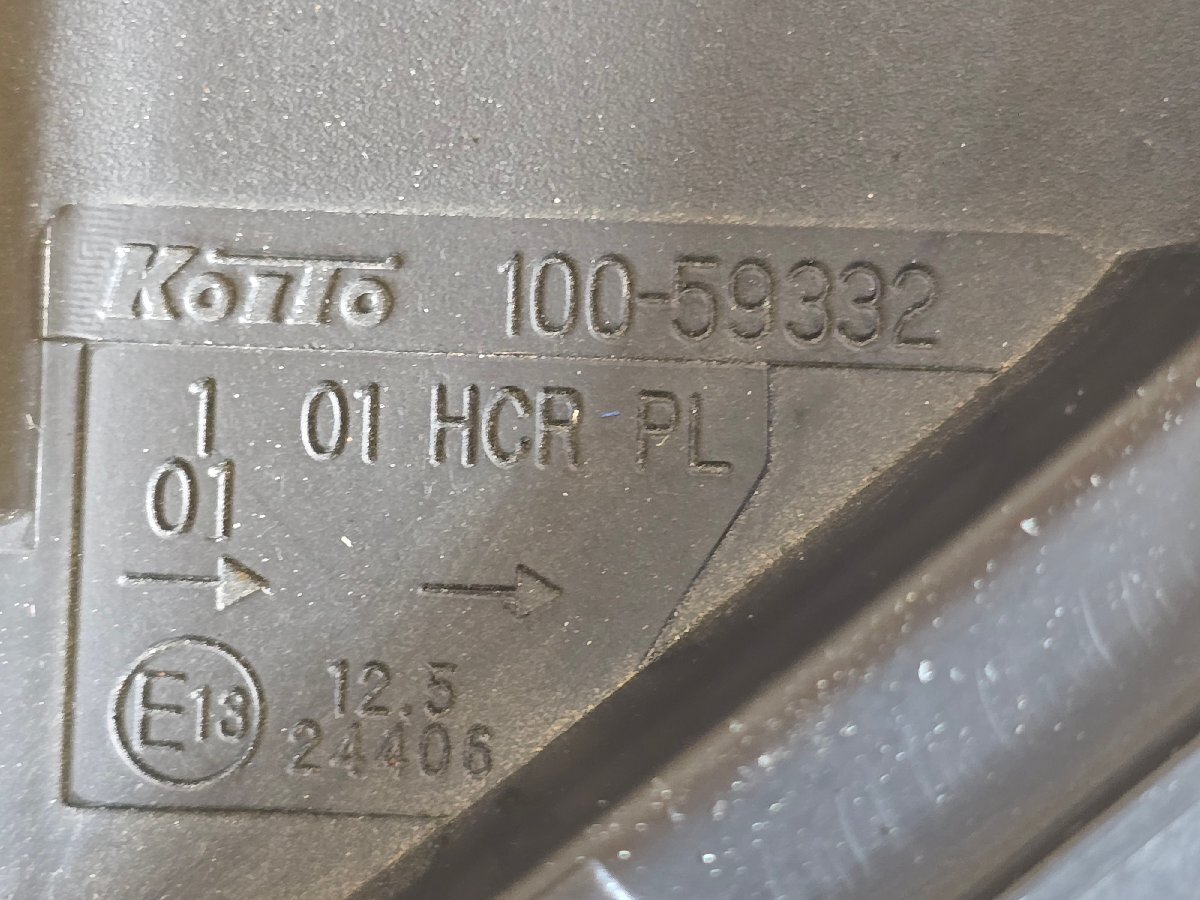 Koito 100-59332
1 01 HCR PL
01
→ →
E13 12.5
24406